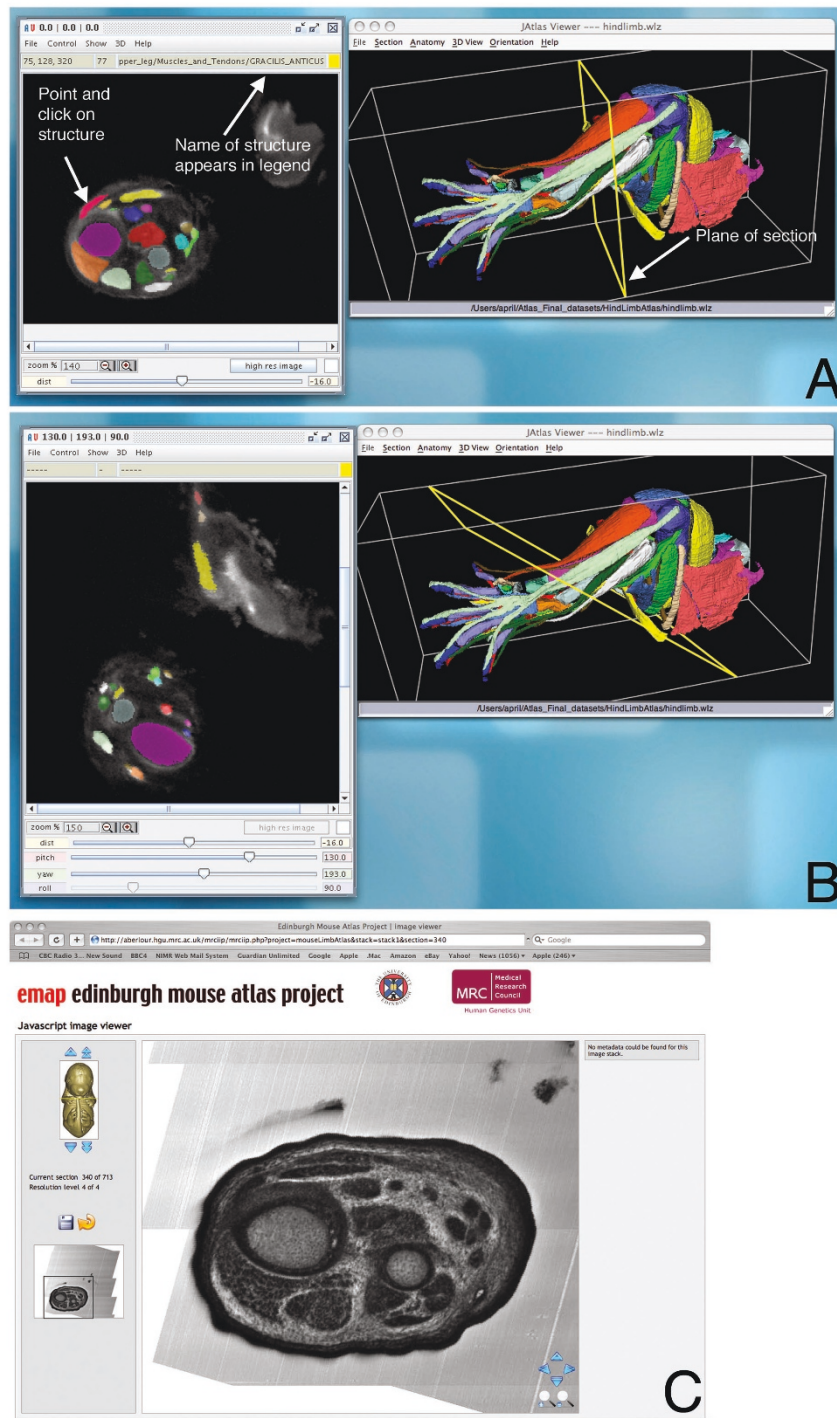 AU 0.0 | 0.0 | 0.0
File Control Show 3D Help
75, 128, 320 77 pper_leg/Muscles_and_Tendons/GRACILIS_ANTICUS
Point and
click on
structure
Name of structure
appears in legend
zoom % 140 high res image
dist -16.0
JAtlas Viewer --- hindlimb.wlz
File Section Anatomy 3D View Orientation Help
Plane of section
/Users/april/Atlas_Final_datasets/HindLimbAtlas/hindlimb.wlz
A
AU 130.0 | 193.0 | 90.0
File Control Show 3D Help
----- - -----
zoom % 150 high res image
dist -16.0
pitch 130.0
yaw 193.0
roll 90.0
JAtlas Viewer --- hindlimb.wlz
File Section Anatomy 3D View Orientation Help
/Users/april/Atlas_Final_datasets/HindLimbAtlas/hindlimb.wlz
B
Edinburgh Mouse Atlas Project | Image viewer
http://aberlour.hgu.mrc.ac.uk/mrciip/mrciip.php?project=mouseLimbAtlas&stack=stack1&section=340
Google
CBC Radio 3... New Sound BBC4 NIMR Web Mail System Guardian Unlimited Google Apple .Mac Amazon eBay Yahoo! News (1056) Apple (246)
emap edinburgh mouse atlas project
MRC Medical
Research
Council
Human Genetics Unit
Javascript image viewer
No metadata could be found for this
image stack.
Current section 340 of 713
Resolution level 4 of 4
C